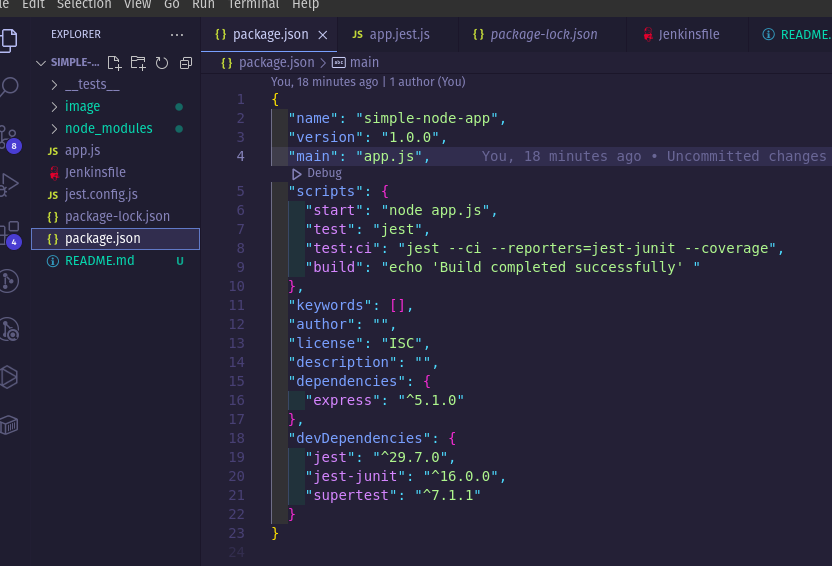 le Edit Selection View Go Run Terminal Help
EXPLORER
SIMPLE-...
__tests__
image
node_modules
app.js
Jenkinsfile
jest.config.js
package-lock.json
package.json
README.md U
8
4
package.json
app.jest.js
package-lock.json
Jenkinsfile
README.
package.json > main
You, 18 minutes ago | 1 author (You)
1 {
2 "name": "simple-node-app",
3 "version": "1.0.0",
4 "main": "app.js", You, 18 minutes ago • Uncommitted changes
Debug
5 "scripts": {
6 "start": "node app.js",
7 "test": "jest",
8 "test:ci": "jest --ci --reporters=jest-junit --coverage",
9 "build": "echo 'Build completed successfully' "
10 },
11 "keywords": [],
12 "author": "",
13 "license": "ISC",
14 "description": "",
15 "dependencies": {
16 "express": "^5.1.0"
17 },
18 "devDependencies": {
19 "jest": "^29.7.0",
20 "jest-junit": "^16.0.0",
21 "supertest": "^7.1.1"
22 }
23 }
24